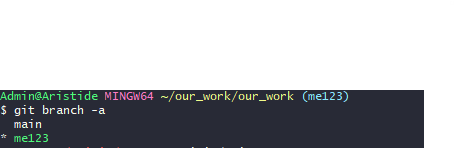 Admin@Aristide MINGW64 ~/our_work/our_work (me123)
$ git branch -a
  main
* me123